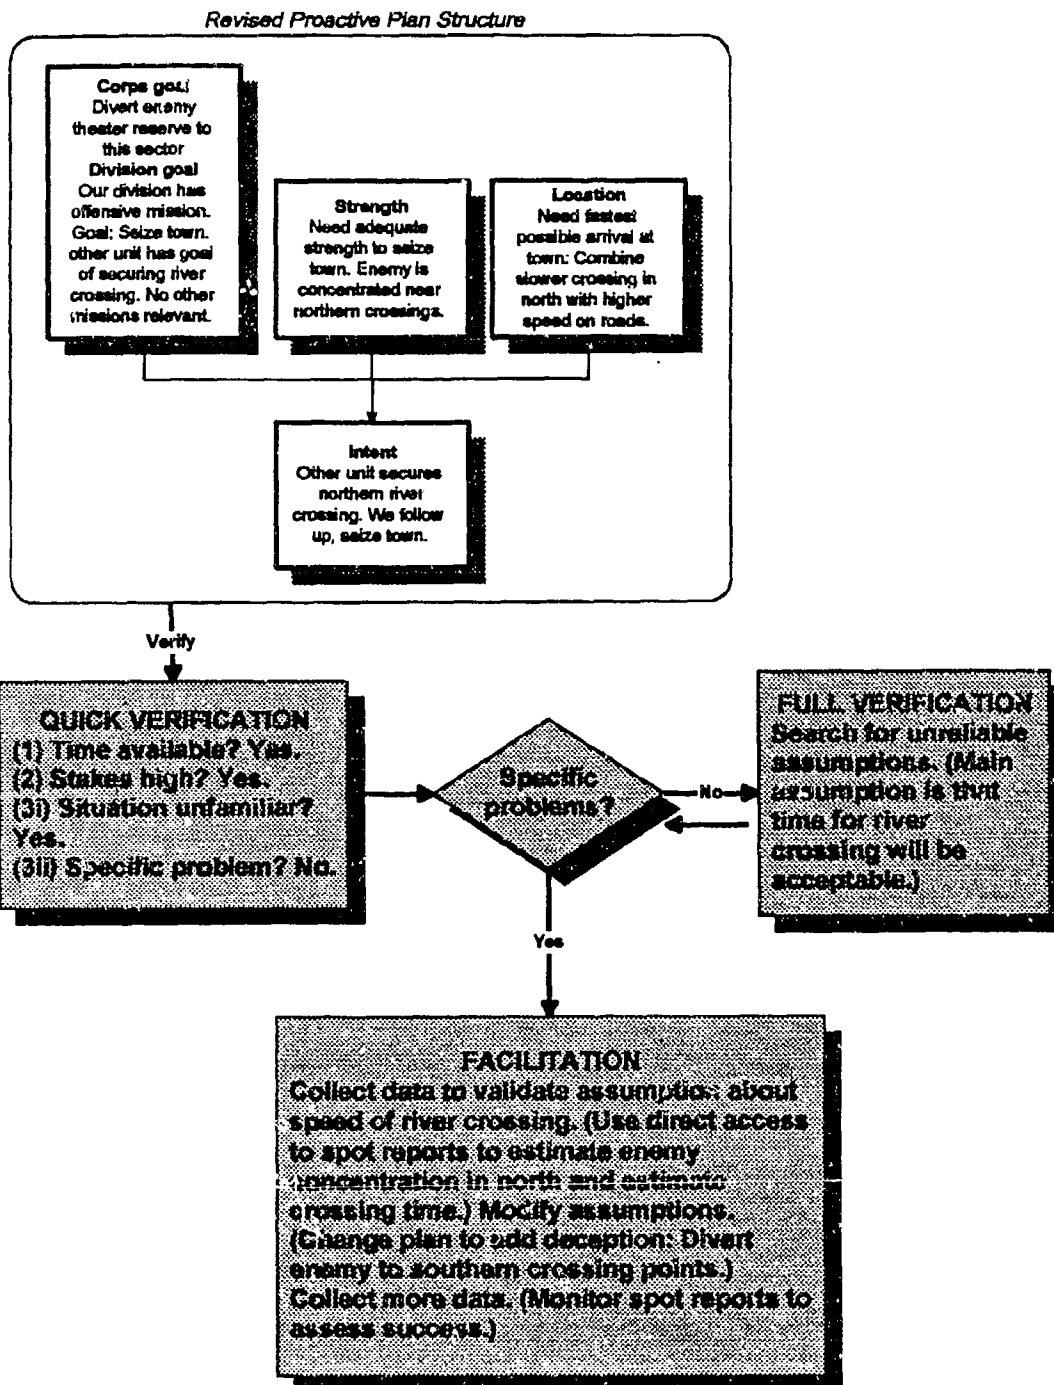 Revised Proactive Plan Structure
Corps goal
Divert enemy
theater reserve to
this sector
Division goal
Our division has
offensive mission.
Goal: Seize town.
other unit has goal
of securing river
crossing. No other
missions relevant.
Strength
Need adequate
strength to seize
town. Enemy is
concentrated near
northern crossings.
Location
Need fastest
possible arrival at
town: Combine
slower crossing in
north with higher
speed on roads.
Intent
Other unit secures
northern river
crossing. We follow
up, seize town.
Verify
QUICK VERIFICATION
(1) Time available? Yes.
(2) Stakes high? Yes.
(3i) Situation unfamiliar?
Yes.
(3ii) Specific problem? No.
Specific
problems?
No
FULL VERIFICATION
Search for unreliable
assumptions. (Main
assumption is that
time for river
crossing will be
acceptable.)
Yes
FACILITATION
Collect data to validate assumption about
speed of river crossing. (Use direct access
to spot reports to estimate enemy
concentration in north and estimate
crossing time.) Modify assumptions.
(Change plan to add deception: Divert
enemy to southern crossing points.)
Collect more data. (Monitor spot reports to
assess success.)